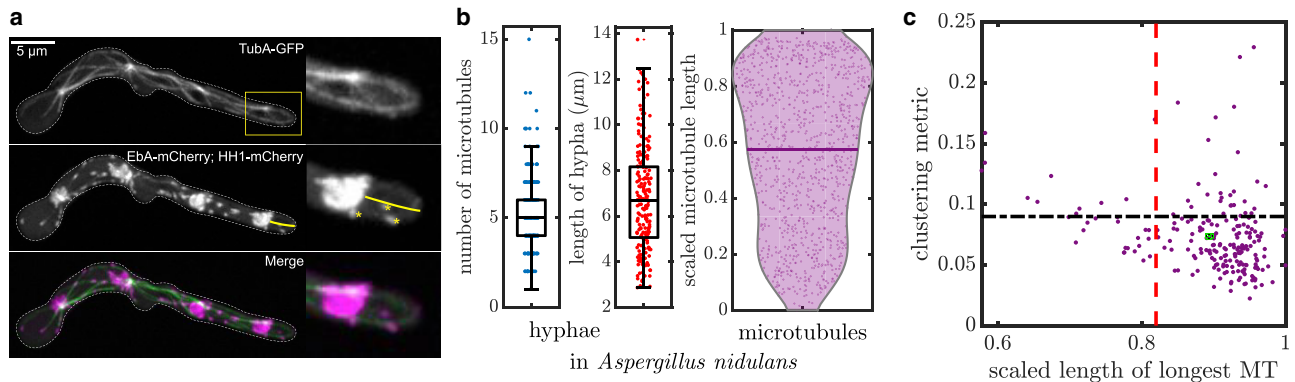 a
5 μm
TubA-GFP
EbA-mCherry; HH1-mCherry
*
*
* *
Merge
b
number of microtubules
15
10
5
0
length of hypha (μm)
14
12
10
8
6
4
2
hyphae
scaled microtubule length
1
0.8
0.6
0.4
0.2
0
microtubules
in Aspergillus nidulans
c
clustering metric
0.25
0.2
0.15
0.1
0.05
0
0.6
0.8
1
scaled length of longest MT